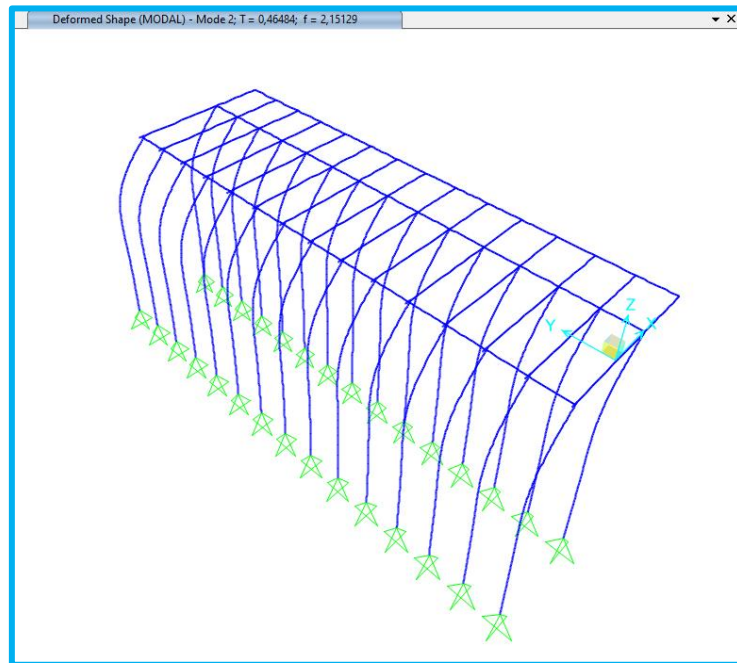 Deformed Shape (MODAL) - Mode 2; T = 0,46484; f = 2,15129
Z
Y
X